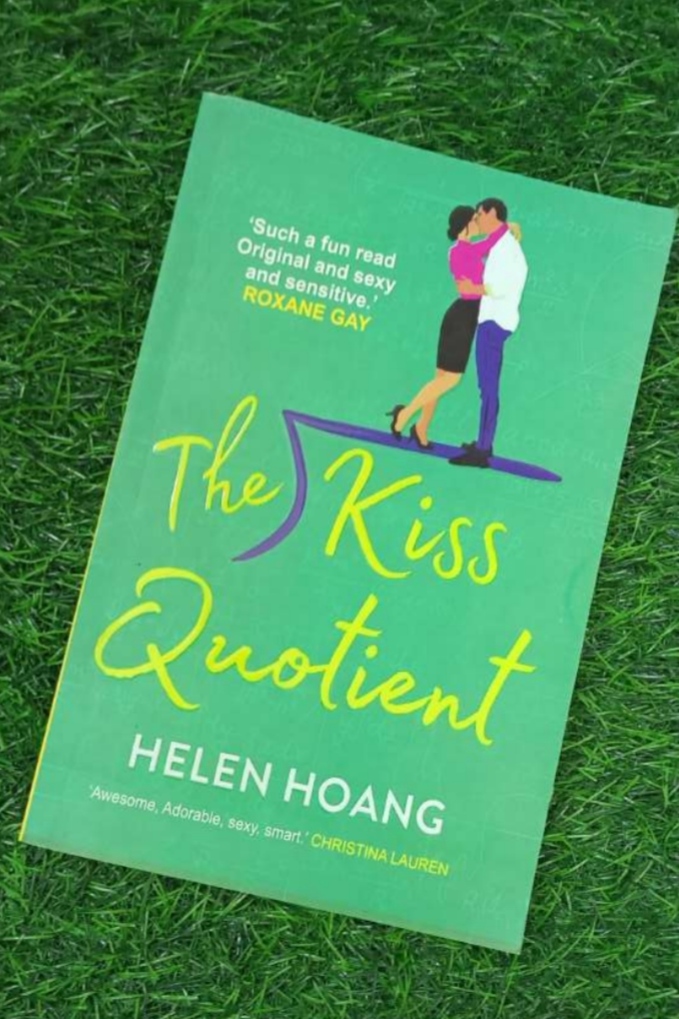 'Such a fun read
Original and sexy
and sensitive.'
ROXANE GAY
The Kiss
Quotient
HELEN HOANG
'Awesome, Adorable, sexy, smart.' CHRISTINA LAUREN